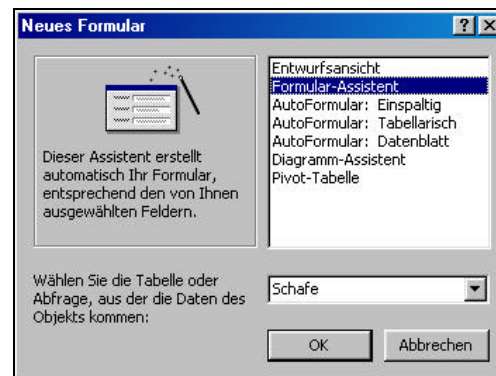 Neues Formular
Dieser Assistent erstellt
automatisch Ihr Formular,
entsprechend den von Ihnen
ausgewählten Feldern.
Entwurfsansicht
Formular-Assistent
AutoFormular: Einspaltig
AutoFormular: Tabellarisch
AutoFormular: Datenblatt
Diagramm-Assistent
Pivot-Tabelle
Wählen Sie die Tabelle oder
Abfrage, aus der die Daten des
Objekts kommen:
Schafe
OK
Abbrechen